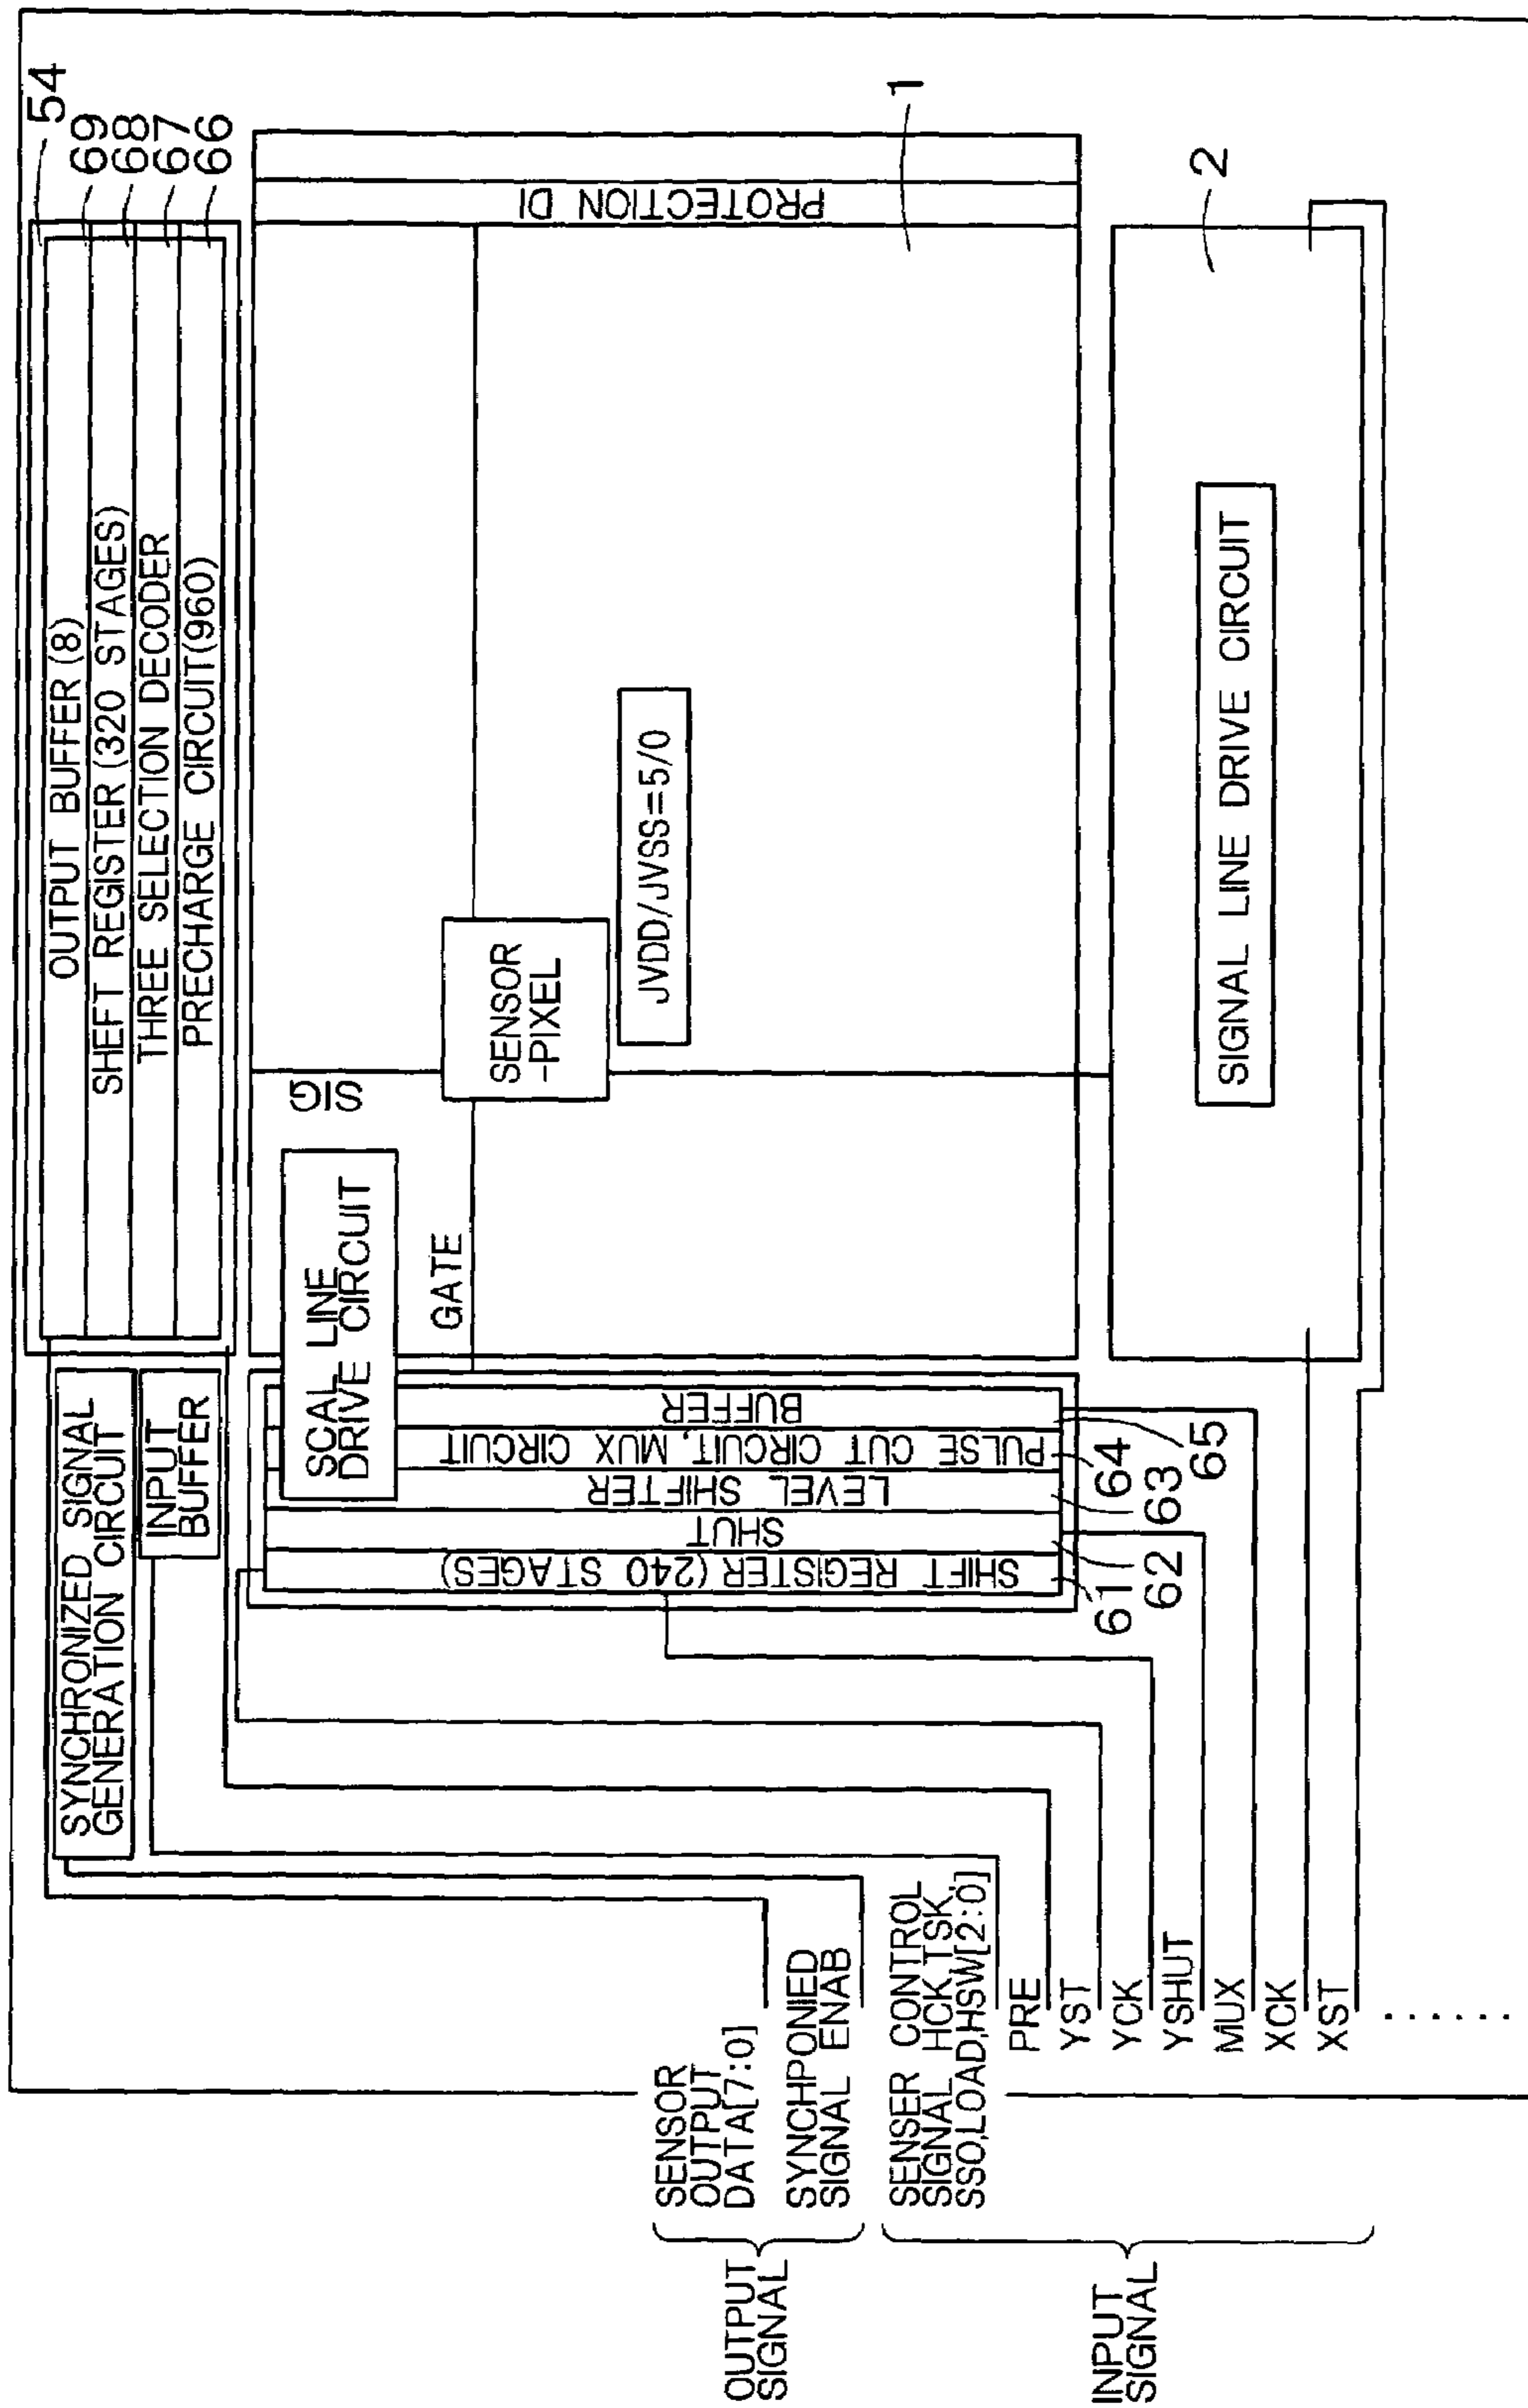 54
69
68
67
66
OUTPUT BUFFER (8)
SHEFT REGISTER (320 STAGES)
THREE SELECTION DECODER
PRECHARGE CIRCUIT(960)
SYNCHRONIZED SIGNAL
GENERATION CIRCUIT
INPUT
BUFFER
SCAL LINE
DRIVE CIRCUIT
SIG
GATE
SENSOR
-PIXEL
JVDD/JVSS=5/0
PROTECTION DI
1
BUFFER
PULSE CUT CIRCUIT, MUX CIRCUIT
LEVEL SHIFTER
SHUT
SHIFT REGISTER (240 STAGES)
61
62
63
64
65
2
SIGNAL LINE DRIVE CIRCUIT
OUTPUT
SIGNAL
SENSOR
OUTPUT
DATA[7:0]
SYNCHPONIED
SIGNAL ENAB
INPUT
SIGNAL
SENSER CONTROL
SIGNAL HCK,TSK,
SSO,LOAD,HSW[2:0]
PRE
YST
YCK
YSHUT
MUX
XCK
XST
······